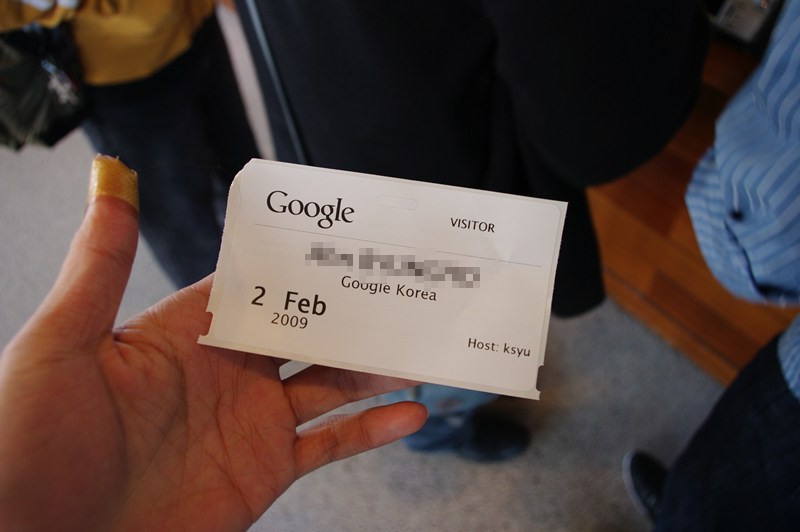 Google
VISITOR
Google Korea
2 Feb
2009
Host: ksyu